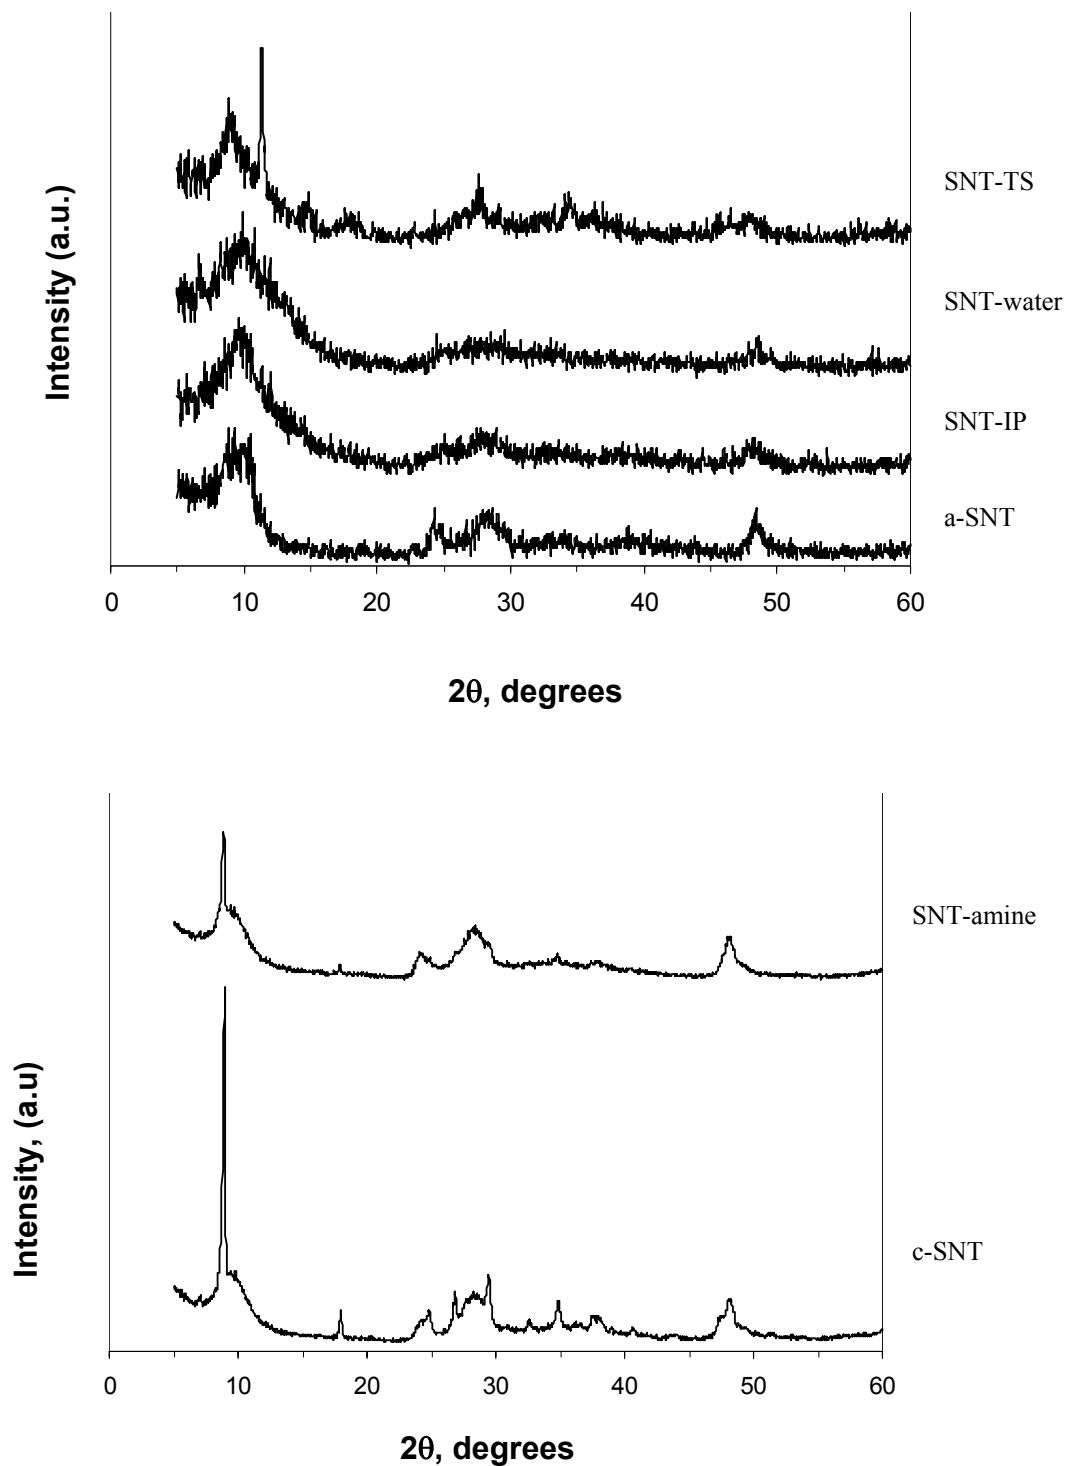 Intensity (a.u.)
SNT-TS
SNT-water
SNT-IP
a-SNT
0 10 20 30 40 50 60
2θ, degrees
Intensity, (a.u)
SNT-amine
c-SNT
0 10 20 30 40 50 60
2θ, degrees